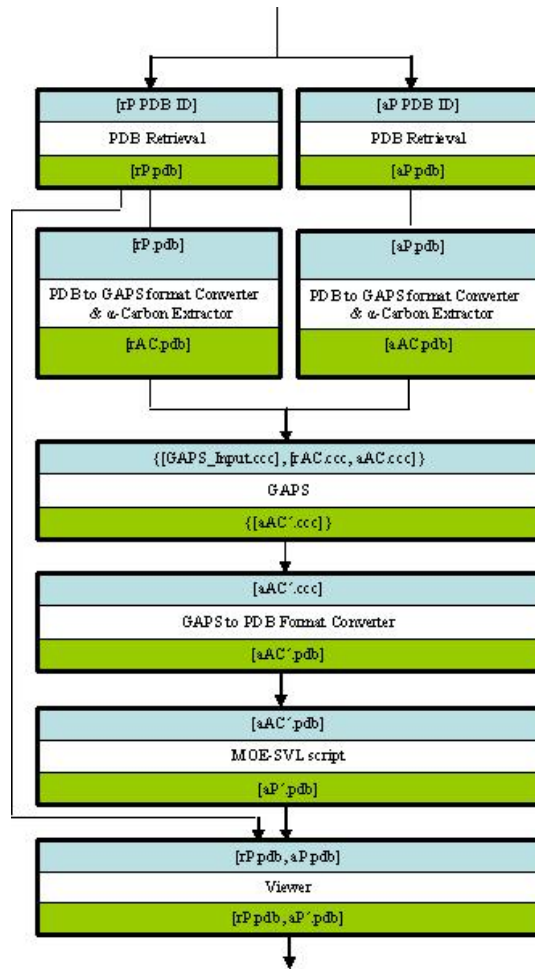 [rP PDB ID]
PDB Retrieval
[rP.pdb]
[aP PDB ID]
PDB Retrieval
[aP.pdb]
[rP.pdb]
PDB to GAPS format Converter
& α-Carbon Extractor
[rAC.pdb]
[aP.pdb]
PDB to GAPS format Converter
& α-Carbon Extractor
[aAC.pdb]
{[GAPS_Input.ccc], [rAC.ccc, aAC.ccc]}
GAPS
{[aAC´.ccc]}
[aAC´.ccc]
GAPS to PDB Format Converter
[aAC´.pdb]
[aAC´.pdb]
MOE-SVL script
[aP´.pdb]
[rP.pdb, aP.pdb]
Viewer
[rP.pdb, aP´.pdb]